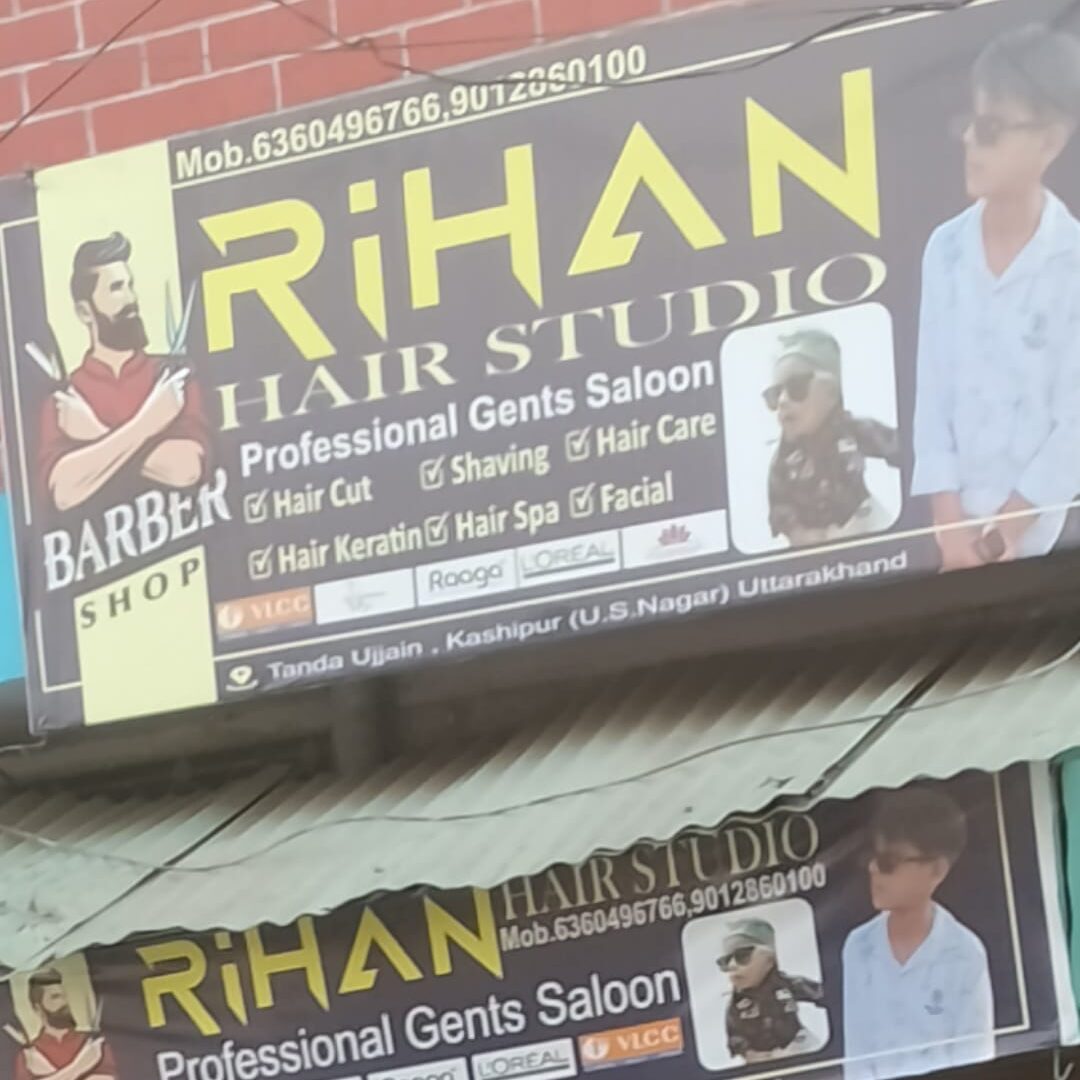 Mob.6360496766,9012860100
RiHAN
HAIR STUDIO
Professional Gents Saloon
Hair Cut Shaving Hair Care
Hair Keratin Hair Spa Facial
BARBER
SHOP
VLCC Raaga L'OREAL
Tanda Ujjain , Kashipur (U.S.Nagar) Uttarakhand
RiHAN HAIR STUDIO
Mob.6360496766,9012860100
Professional Gents Saloon
L'OREAL VLCC